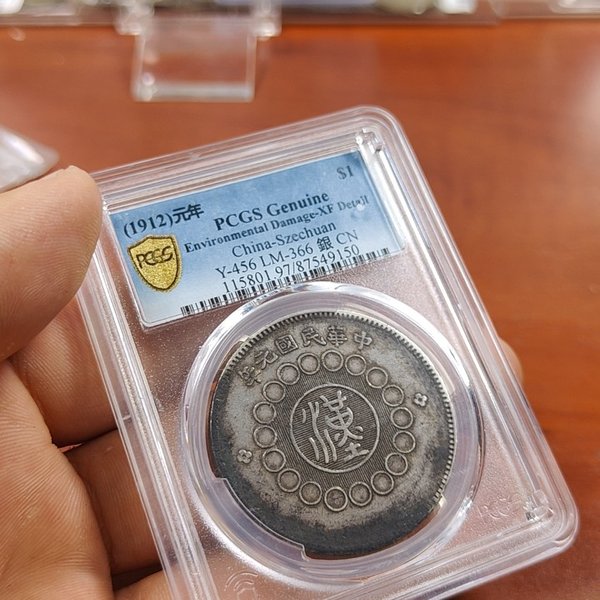 (1912)元年 $1
PCGS Genuine
Environmental Damage-XF Detail
China-Szechuan
Y-456 LM-366 銀 CN
115801.97/87549150
PCGS
年元國民華中
漢